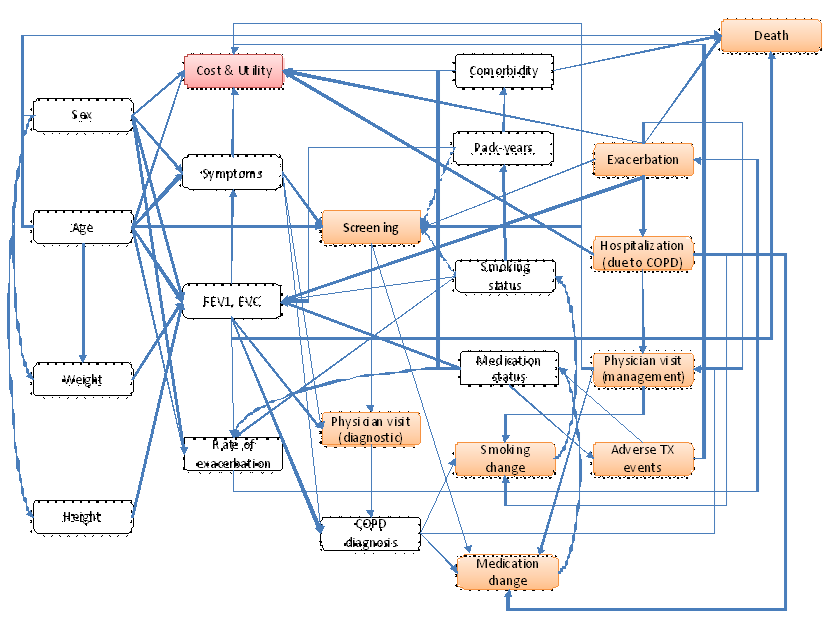 Death
Cost & Utility
Comorbidity
Sex
Pack-years
Exacerbation
Symptoms
Age
Screening
Hospitalization
(due to COPD)
Smoking
status
FEV1, FVC
Medication
status
Physician visit
(management)
Weight
Physician visit
(diagnostic)
Rate of
exacerbation
Smoking
change
Adverse TX
events
Height
COPD
diagnosis
Medication
change